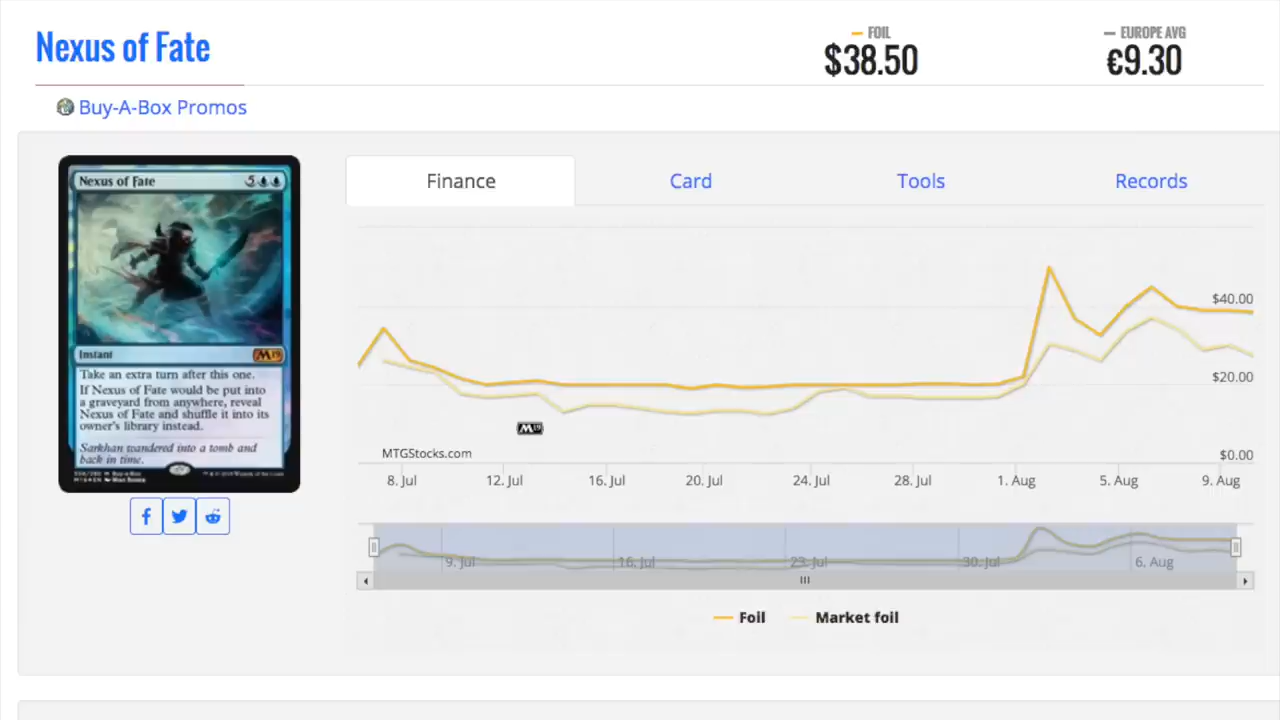 Nexus of Fate
FOIL
$38.50
EUROPE AVG
€9.30
Buy-A-Box Promos
Finance
Card
Tools
Records
Nexus of Fate 5
Instant
M19
Take an extra turn after this one.
If Nexus of Fate would be put into
a graveyard from anywhere, reveal
Nexus of Fate and shuffle it into its
owner's library instead.
Sarkhan wandered into a tomb and
back in time.
$40.00
$20.00
$0.00
M19
MTGStocks.com
8. Jul
12. Jul
16. Jul
20. Jul
24. Jul
28. Jul
1. Aug
5. Aug
9. Aug
9. Jul
16. Jul
23. Jul
30. Jul
6. Aug
Foil
Market foil